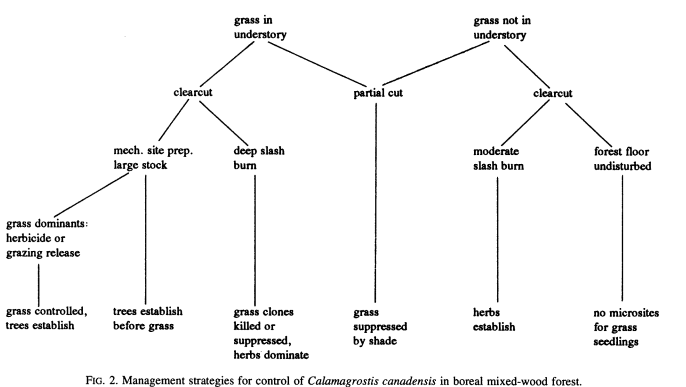 grass in
understory
grass not in
understory
clearcut
partial cut
clearcut
mech. site prep.
large stock
deep slash
burn
moderate
slash burn
forest floor
undisturbed
grass dominants:
herbicide or
grazing release
grass controlled,
trees establish
trees establish
before grass
grass clones
killed or
suppressed,
herbs dominate
grass
suppressed
by shade
herbs
establish
no microsites
for grass
seedlings
FIG. 2. Management strategies for control of Calamagrostis canadensis in boreal mixed-wood forest.